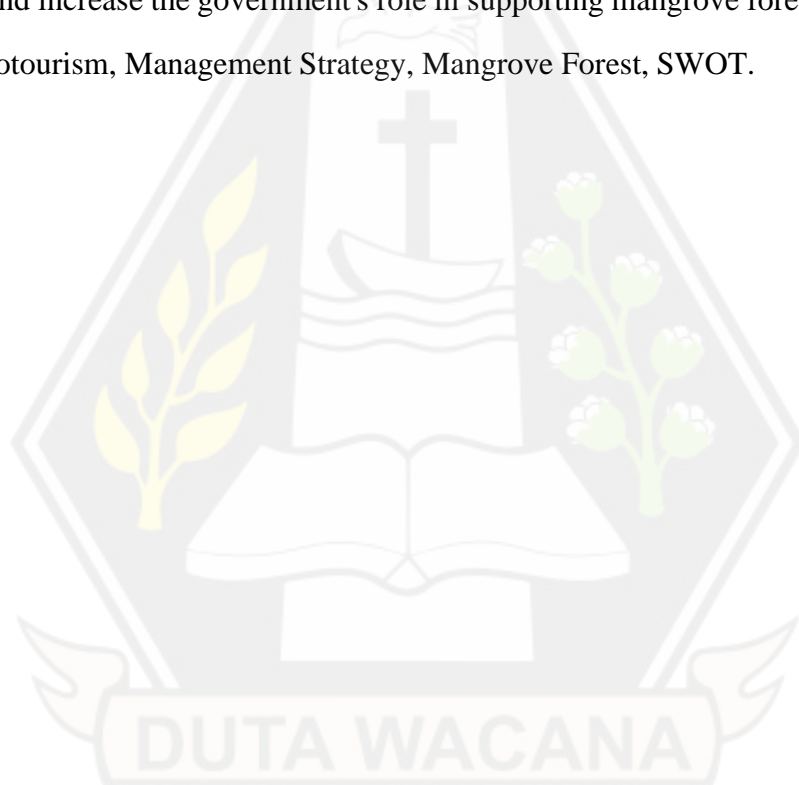 nd increase the government's role in supporting mangrove fore
otourism, Management Strategy, Mangrove Forest, SWOT.
DUTA WACANA